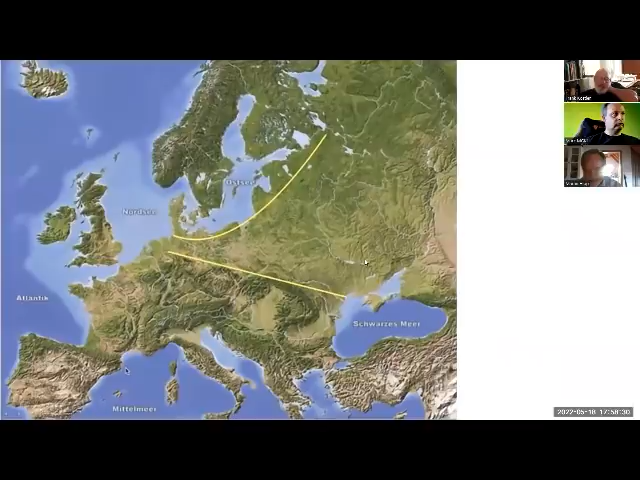 Ostsee
Nordsee
Atlantik
Schwarzes Meer
Mittelmeer
2022-05-18 17:58:30